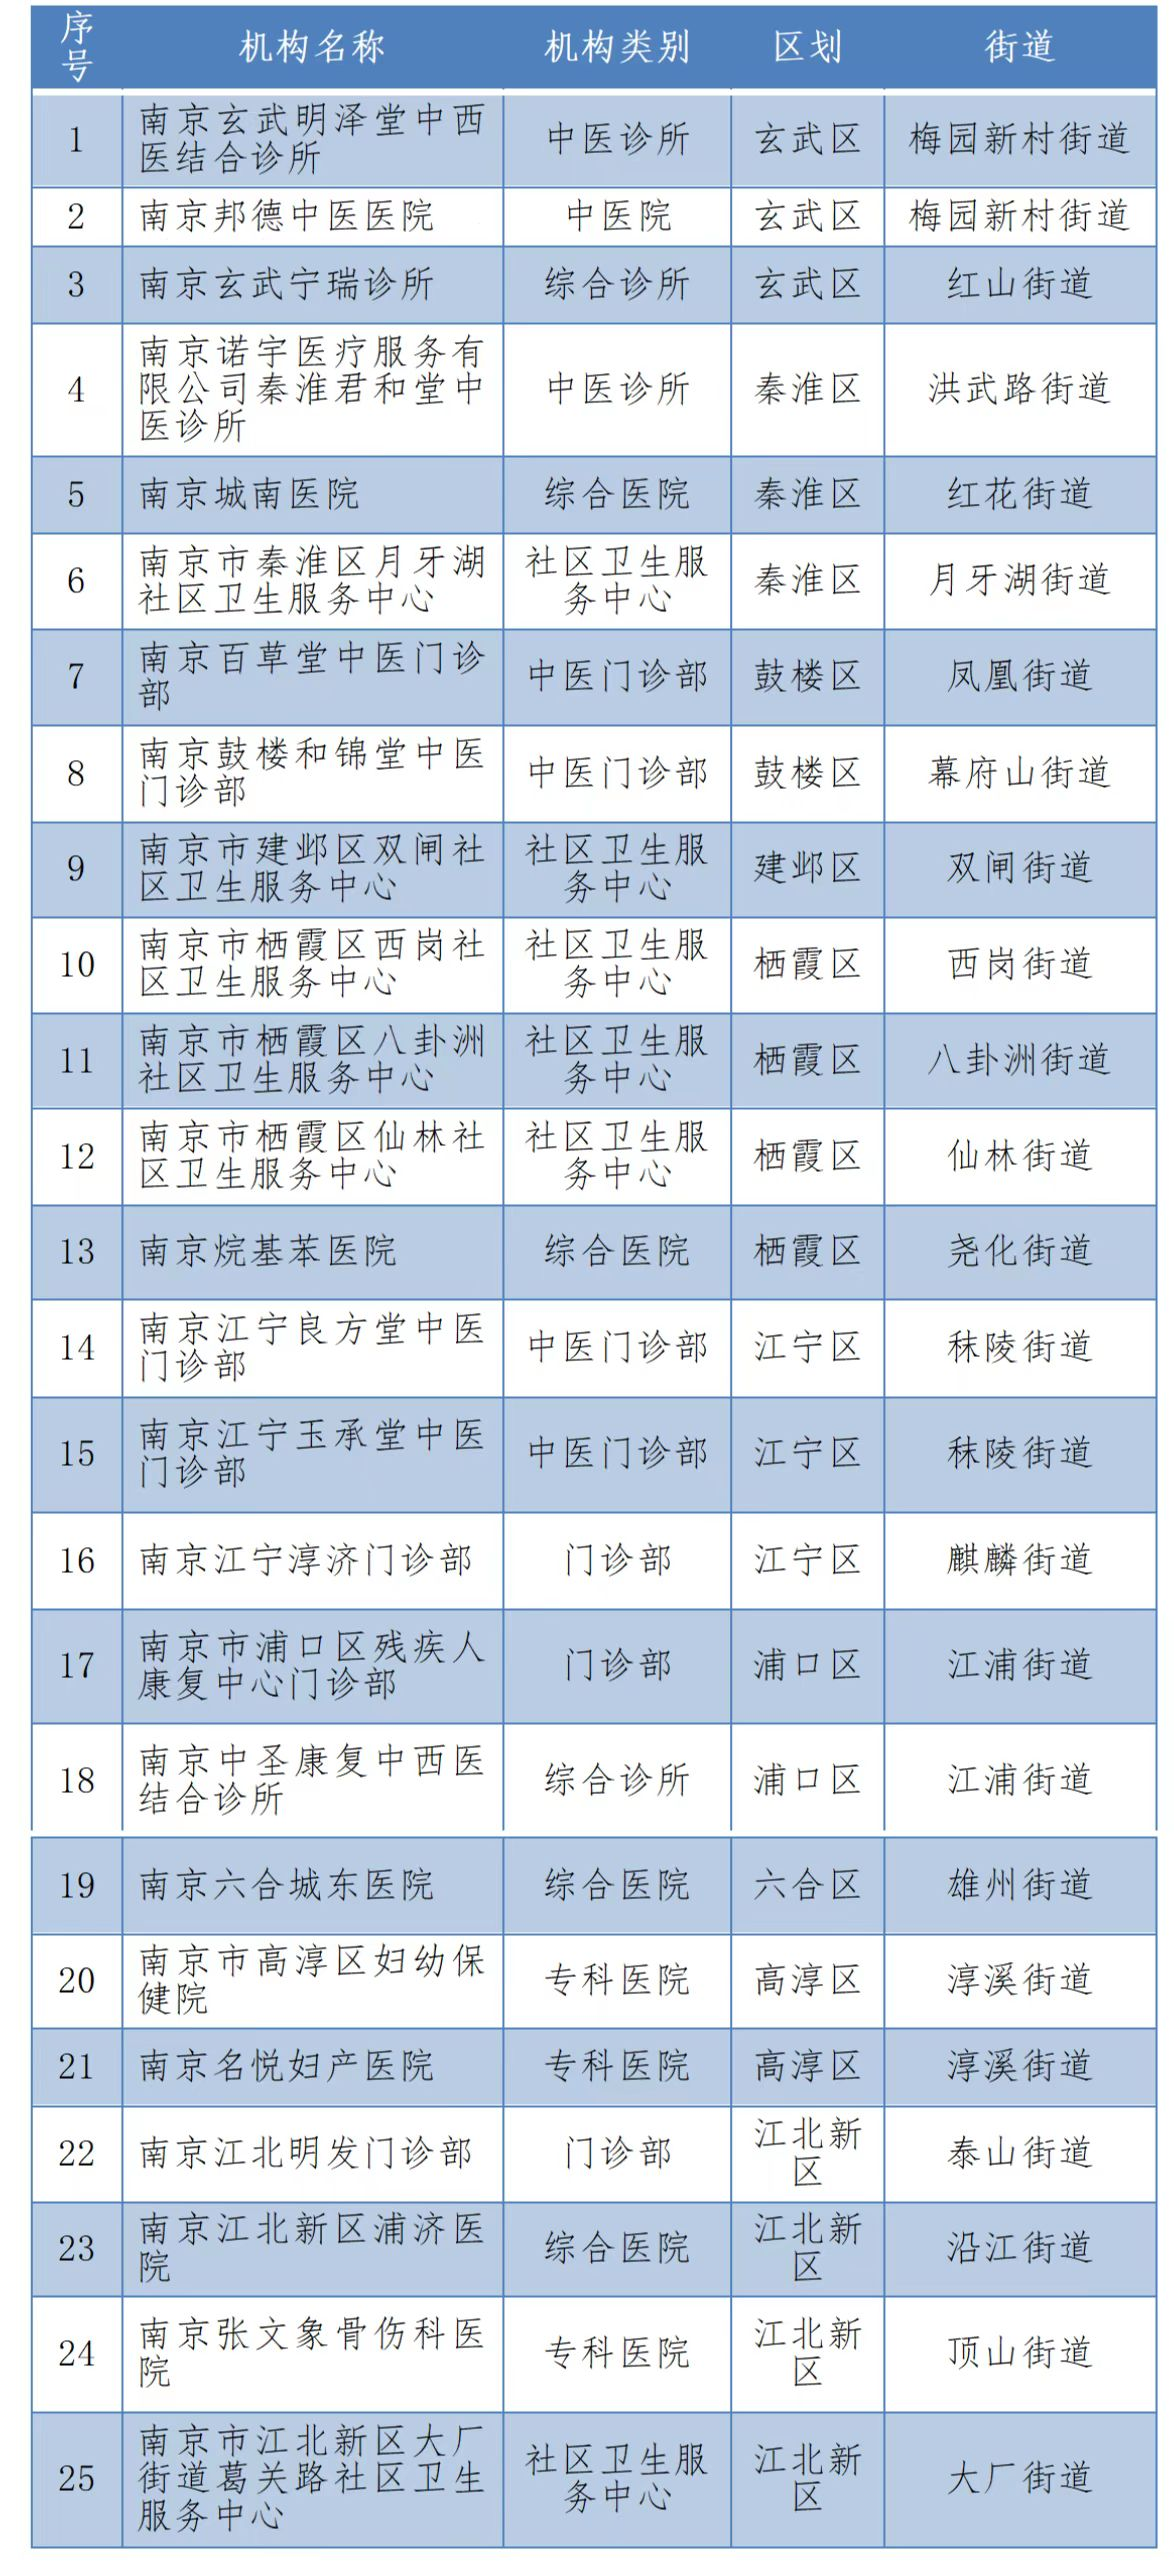 序号 机构名称 机构类别 区划 街道
1 南京玄武明泽堂中西医结合诊所 中医诊所 玄武区 梅园新村街道
2 南京邦德中医医院 中医院 玄武区 梅园新村街道
3 南京玄武宁瑞诊所 综合诊所 玄武区 红山街道
4 南京诺宇医疗服务有限公司秦淮君和堂中医诊所 中医诊所 秦淮区 洪武路街道
5 南京城南医院 综合医院 秦淮区 红花街道
6 南京市秦淮区月牙湖社区卫生服务中心 社区卫生服务中心 秦淮区 月牙湖街道
7 南京百草堂中医门诊部 中医门诊部 鼓楼区 凤凰街道
8 南京鼓楼和锦堂中医门诊部 中医门诊部 鼓楼区 幕府山街道
9 南京市建邺区双闸社区卫生服务中心 社区卫生服务中心 建邺区 双闸街道
10 南京市栖霞区西岗社区卫生服务中心 社区卫生服务中心 栖霞区 西岗街道
11 南京市栖霞区八卦洲社区卫生服务中心 社区卫生服务中心 栖霞区 八卦洲街道
12 南京市栖霞区仙林社区卫生服务中心 社区卫生服务中心 栖霞区 仙林街道
13 南京烷基苯医院 综合医院 栖霞区 尧化街道
14 南京江宁良方堂中医门诊部 中医门诊部 江宁区 秣陵街道
15 南京江宁玉承堂中医门诊部 中医门诊部 江宁区 秣陵街道
16 南京江宁淳济门诊部 门诊部 江宁区 麒麟街道
17 南京市浦口区残疾人康复中心门诊部 门诊部 浦口区 江浦街道
18 南京中圣康复中西医结合诊所 综合诊所 浦口区 江浦街道
19 南京六合城东医院 综合医院 六合区 雄州街道
20 南京市高淳区妇幼保健院 专科医院 高淳区 淳溪街道
21 南京名悦妇产医院 专科医院 高淳区 淳溪街道
22 南京江北明发门诊部 门诊部 江北新区 泰山街道
23 南京江北新区浦济医院 综合医院 江北新区 沿江街道
24 南京张文象骨伤科医院 专科医院 江北新区 顶山街道
25 南京市江北新区大厂街道葛关路社区卫生服务中心 社区卫生服务中心 江北新区 大厂街道